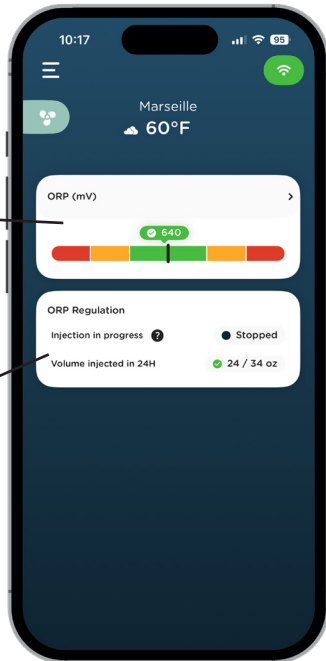 10:17
95
Marseille
60°F
ORP (mV)
640
ORP Regulation
Injection in progress ? Stopped
Volume injected in 24H 24 / 34 oz